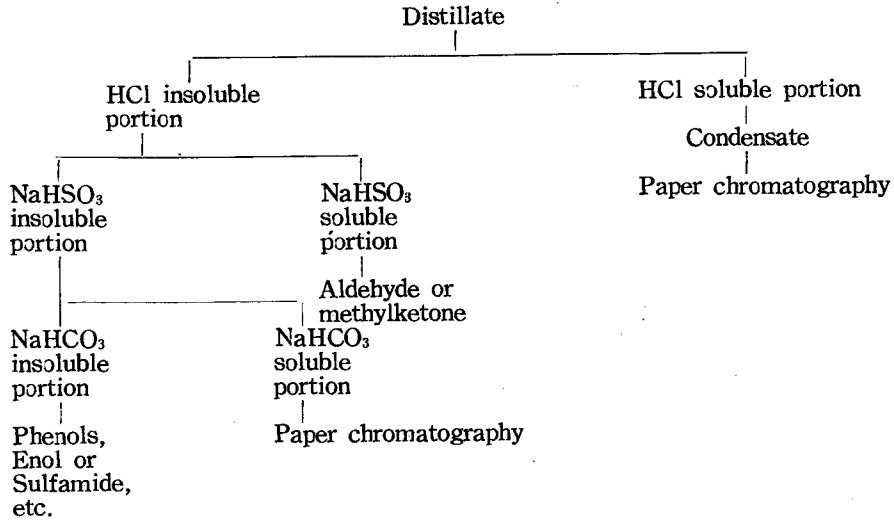 Distillate
HCl insoluble
portion
HCl soluble portion
Condensate
Paper chromatography
NaHSO₃
insoluble
portion
NaHSO₃
soluble
portion
Aldehyde or
methylketone
NaHCO₃
insoluble
portion
NaHCO₃
soluble
portion
Phenols,
Enol or
Sulfamide,
etc.
Paper chromatography